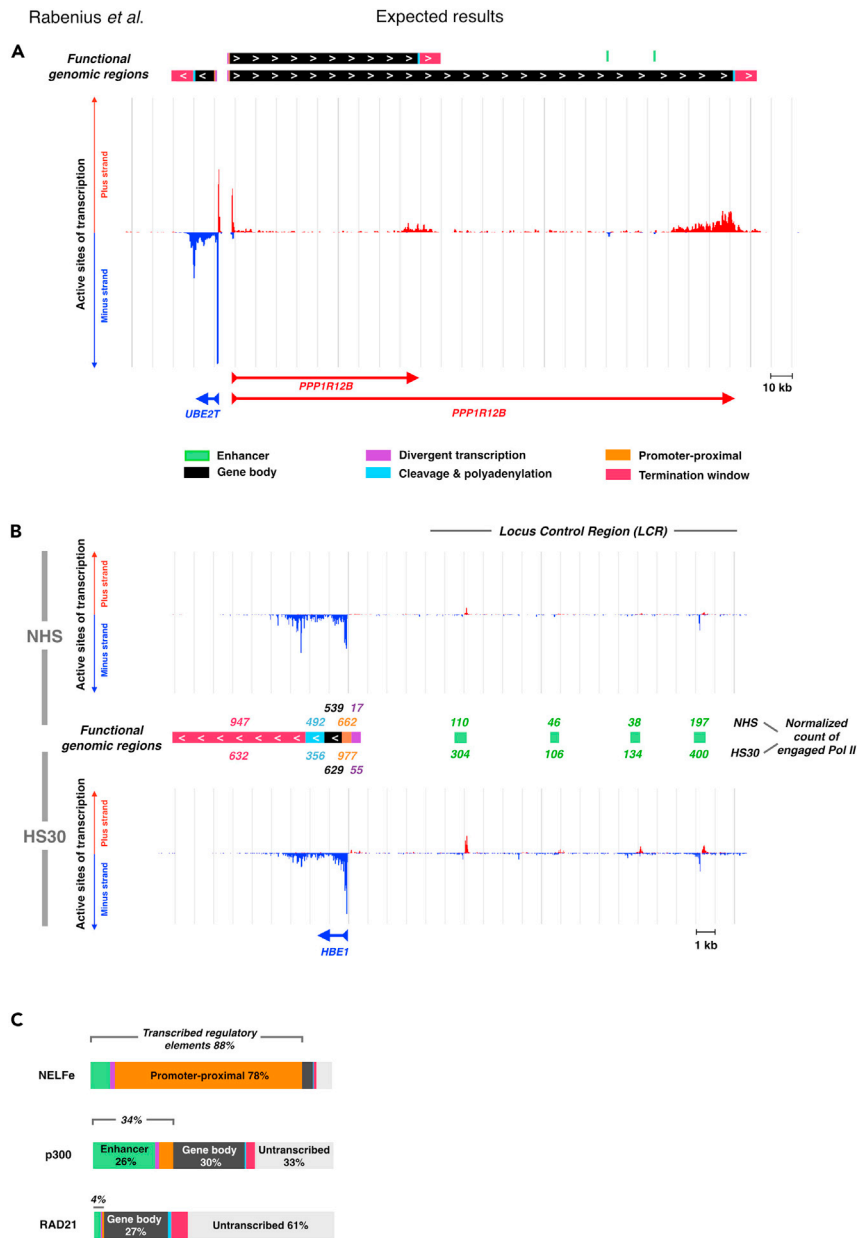 Rabenius et al.
Expected results
A
Functional
genomic regions
Active sites of transcription
Plus strand
Minus strand
PPP1R12B
10 kb
UBE2T
PPP1R12B
Enhancer
Divergent transcription
Promoter-proximal
Gene body
Cleavage & polyadenylation
Termination window
B
Locus Control Region (LCR)
NHS
Active sites of transcription
Plus strand
Minus strand
539 17
947 492 662 110 46 38 197 NHS
Functional
genomic regions
Normalized
count of
engaged Pol II
632 356 977 304 106 134 400 HS30
629 55
HS30
Active sites of transcription
Plus strand
Minus strand
HBE1
1 kb
C
Transcribed regulatory
elements 88%
NELFe
Promoter-proximal 78%
34%
p300
Enhancer
26%
Gene body
30%
Untranscribed
33%
4%
RAD21
Gene body
27%
Untranscribed 61%